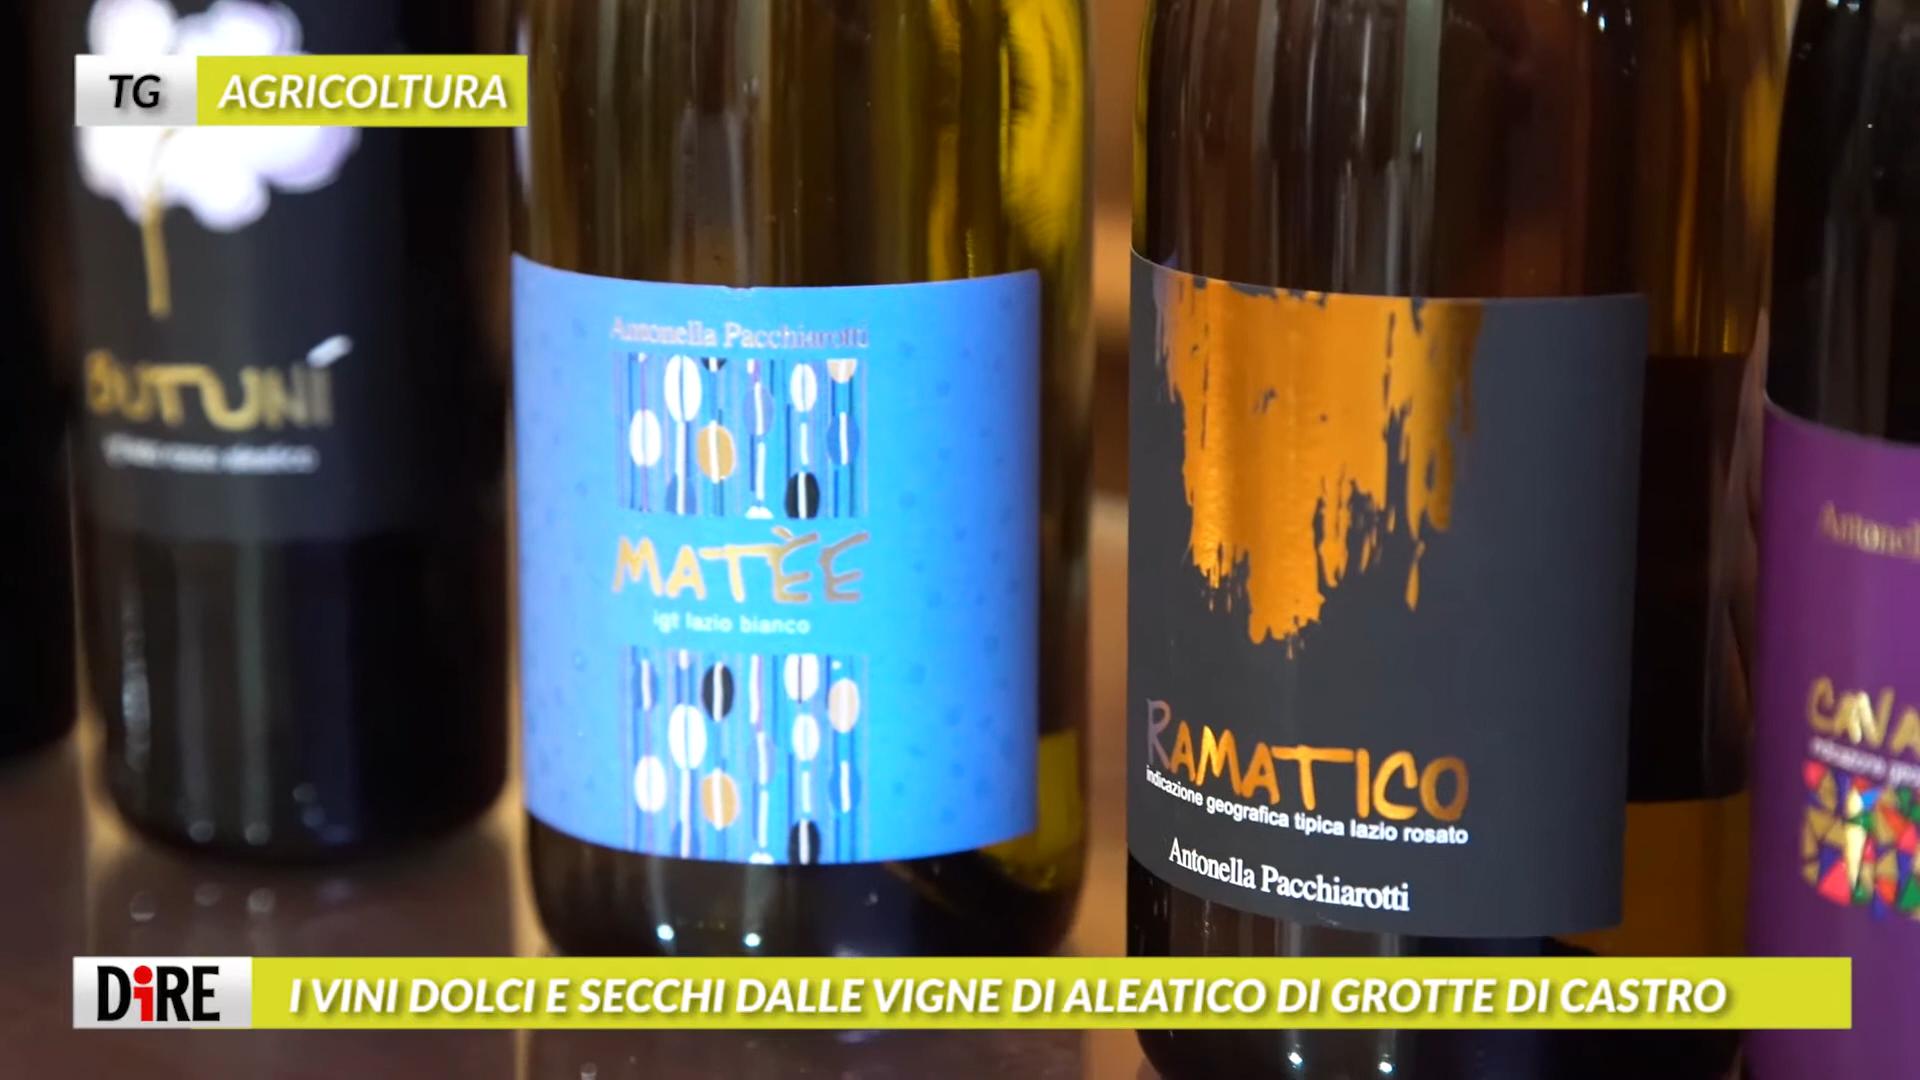 TG AGRICOLTURA
BUTUNÍ
Antonella Pacchiarotti
MATÈE
igt lazio bianco
RAMATICO
indicazione geografica tipica lazio rosato
Antonella Pacchiarotti
DiRE
I VINI DOLCI E SECCHI DALLE VIGNE DI ALEATICO DI GROTTE DI CASTRO